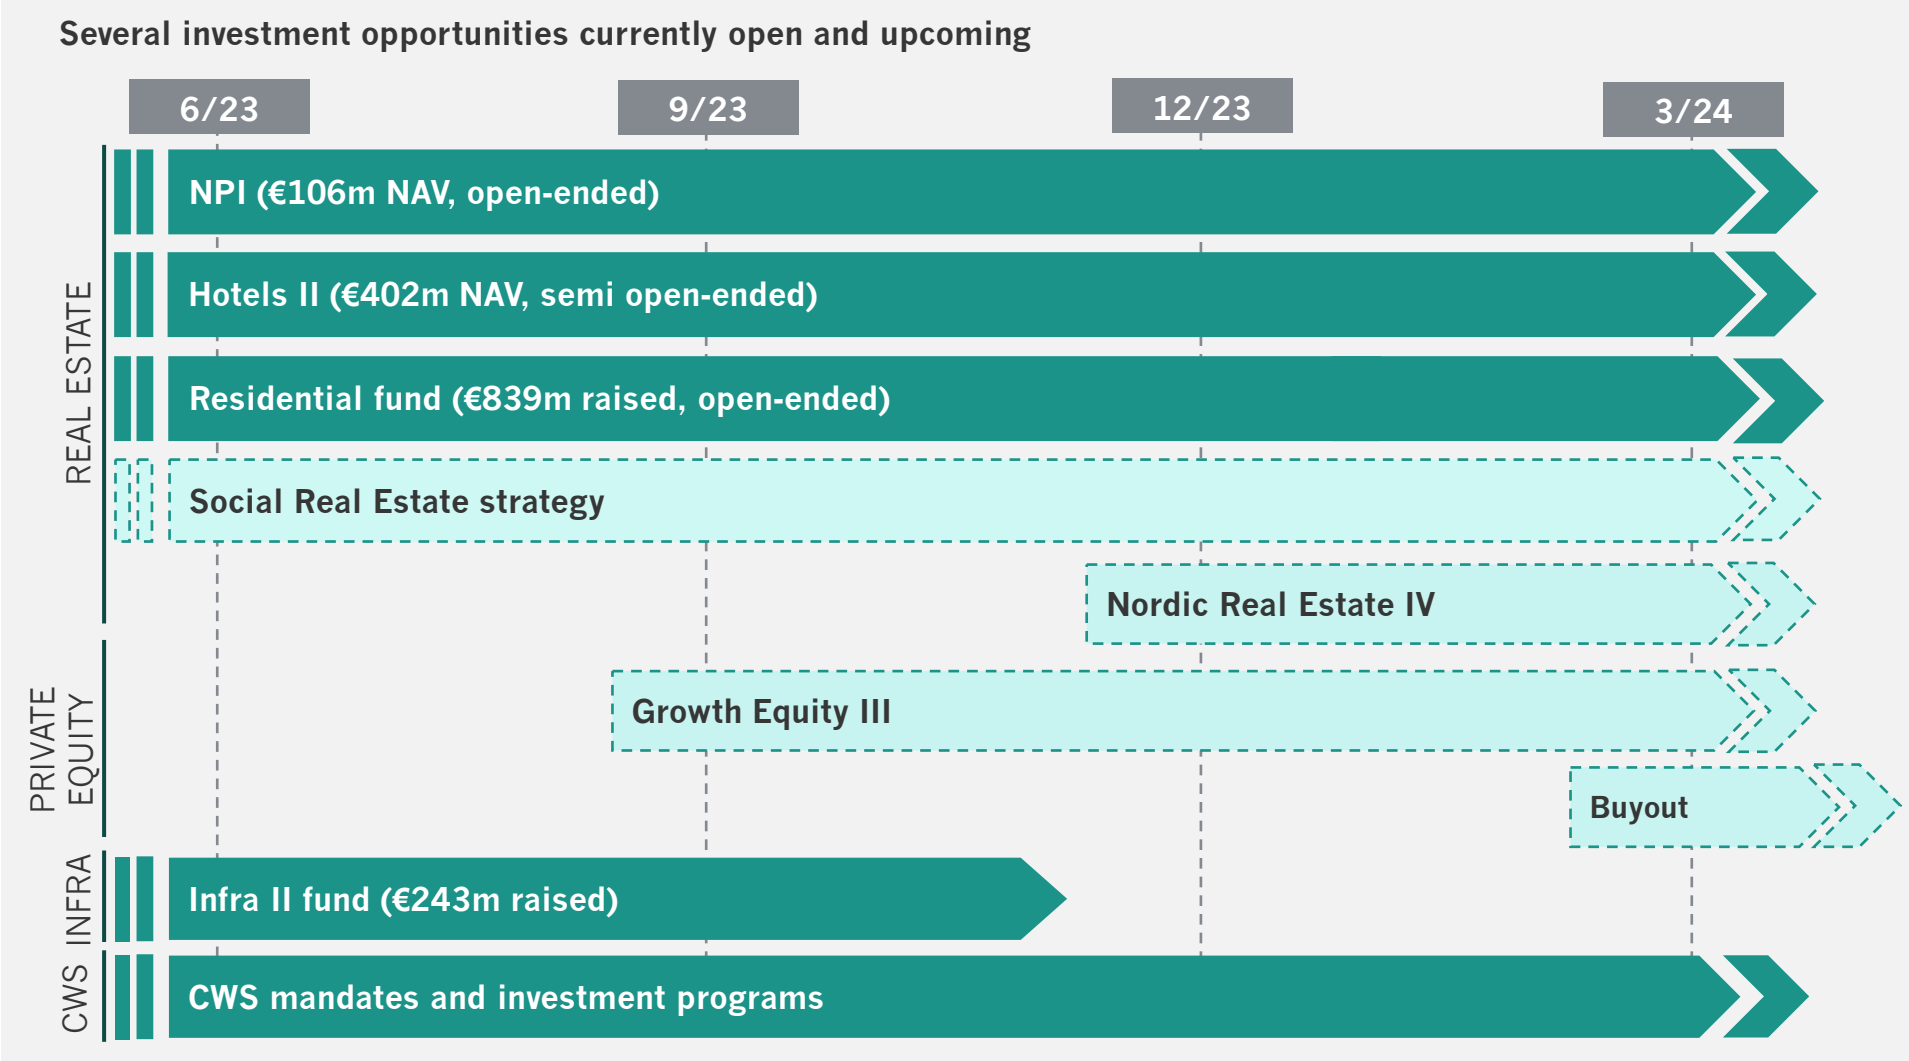 Several investment opportunities currently open and upcoming
6/23
9/23
12/23
3/24
REAL ESTATE
NPI (€106m NAV, open-ended)
Hotels II (€402m NAV, semi open-ended)
Residential fund (€839m raised, open-ended)
Social Real Estate strategy
Nordic Real Estate IV
PRIVATE
EQUITY
Growth Equity III
Buyout
INFRA
Infra II fund (€243m raised)
CWS
CWS mandates and investment programs